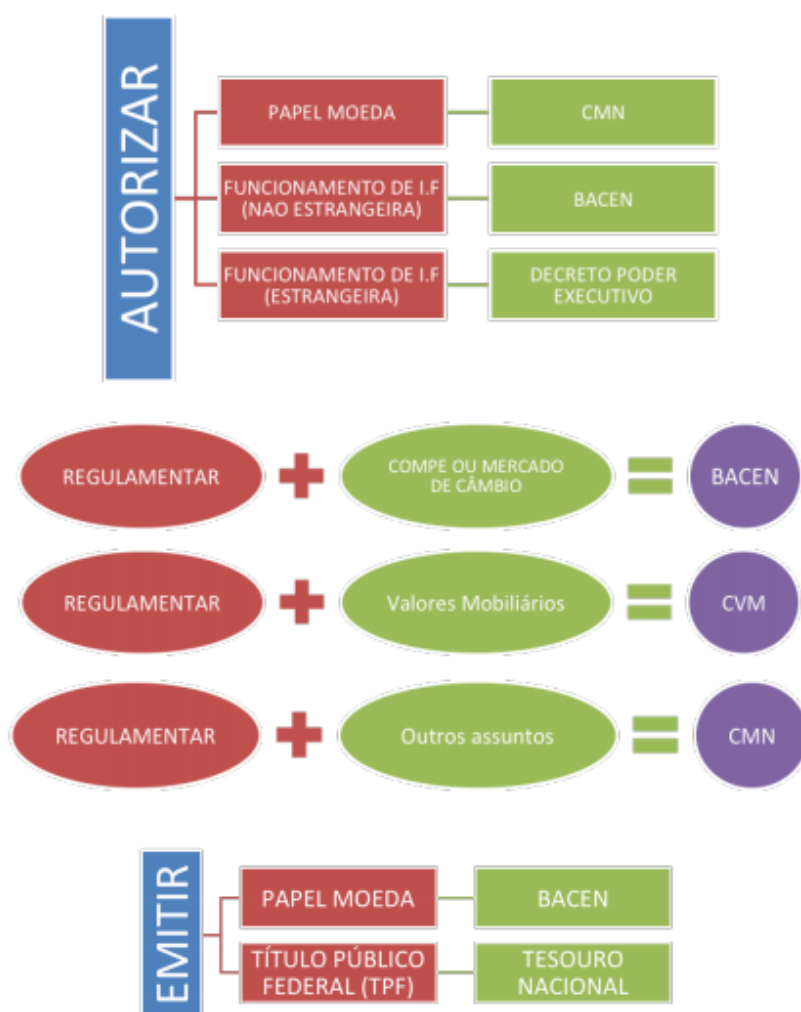 AUTORIZAR
PAPEL MOEDA
CMN
FUNCIONAMENTO DE I.F
(NAO ESTRANGEIRA)
BACEN
FUNCIONAMENTO DE I.F
(ESTRANGEIRA)
DECRETO PODER
EXECUTIVO
REGULAMENTAR
COMPE OU MERCADO
DE CÂMBIO
BACEN
REGULAMENTAR
Valores Mobiliários
CVM
REGULAMENTAR
Outros assuntos
CMN
EMITIR
PAPEL MOEDA
BACEN
TÍTULO PÚBLICO
FEDERAL (TPF)
TESOURO
NACIONAL